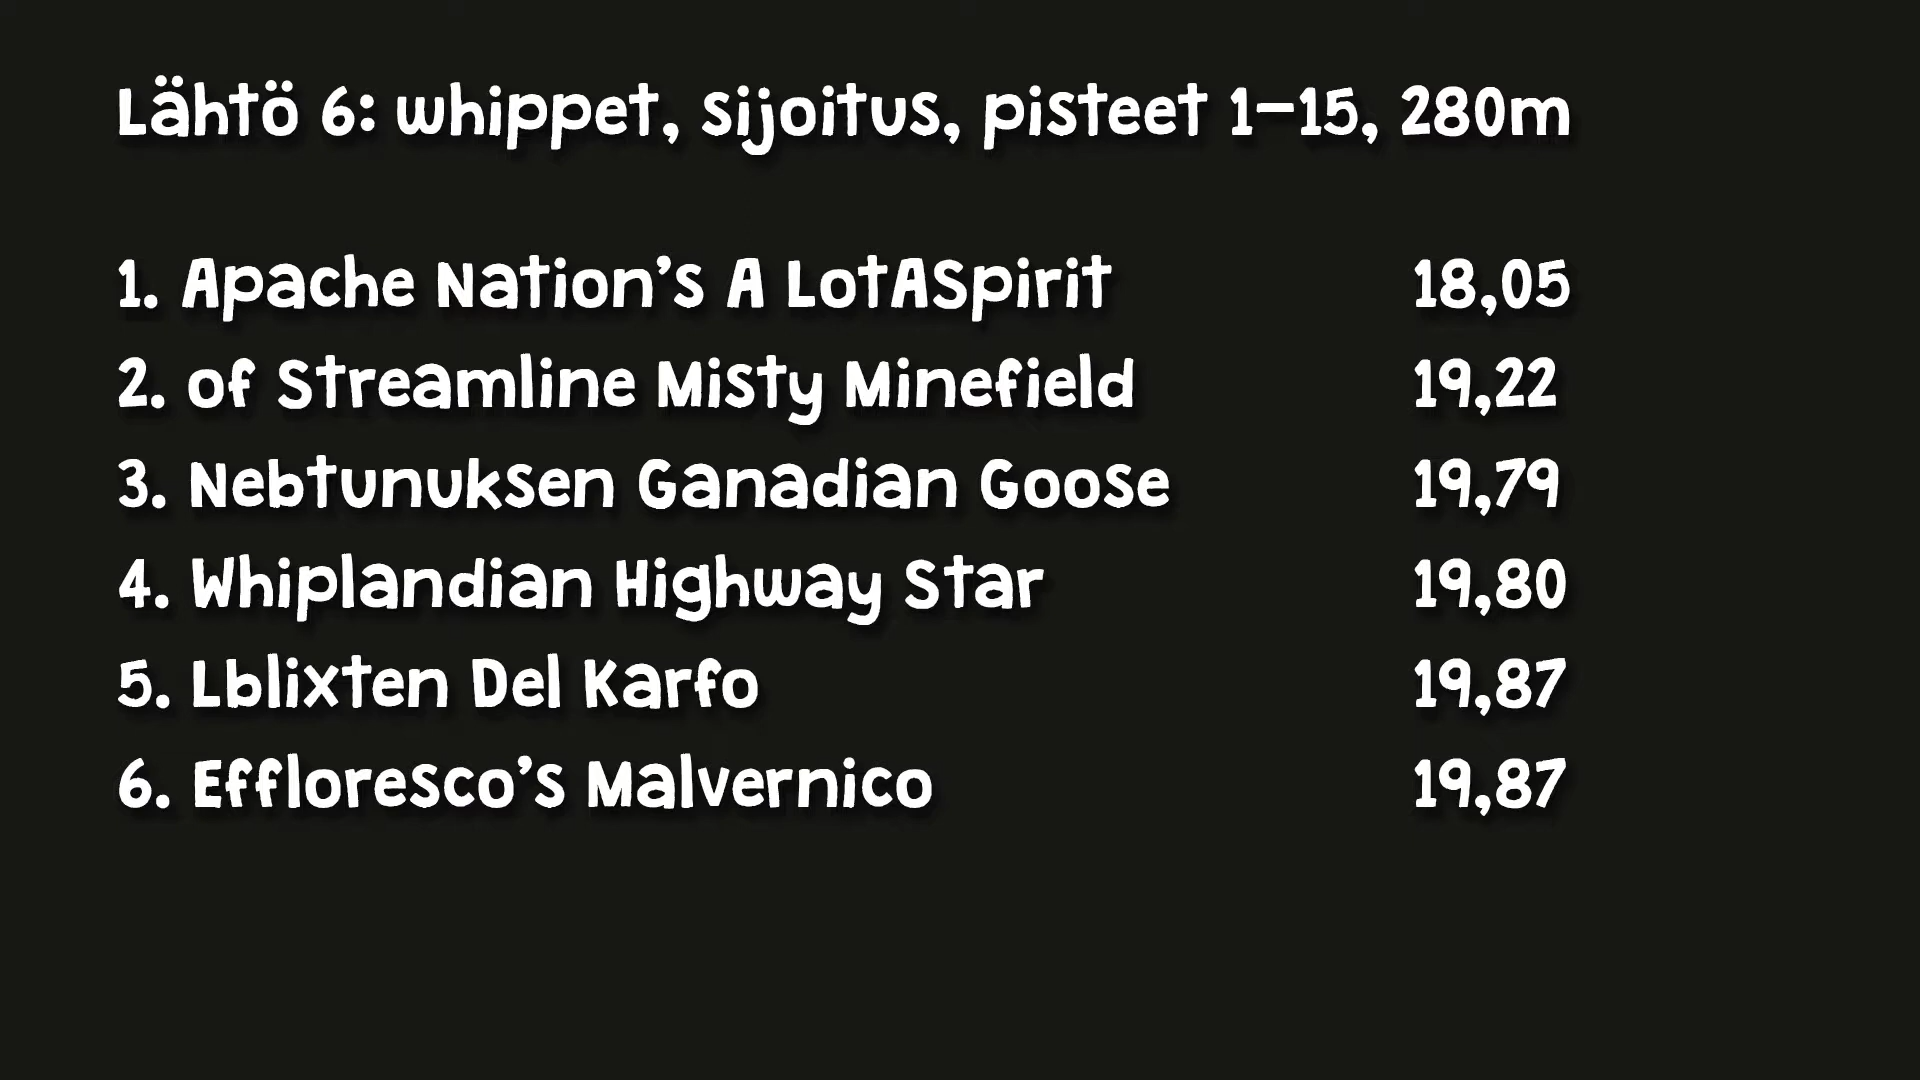 Lähtö 6: whippet, sijoitus, pisteet 1-15, 280m
1. Apache Nation's A LotASpirit 18,05
2. of Streamline Misty Minefield 19,22
3. Nebtunuksen Ganadian Goose 19,79
4. Whiplandian Highway Star 19,80
5. Lblixten Del Karfo 19,87
6. Effloresco's Malvernico 19,87